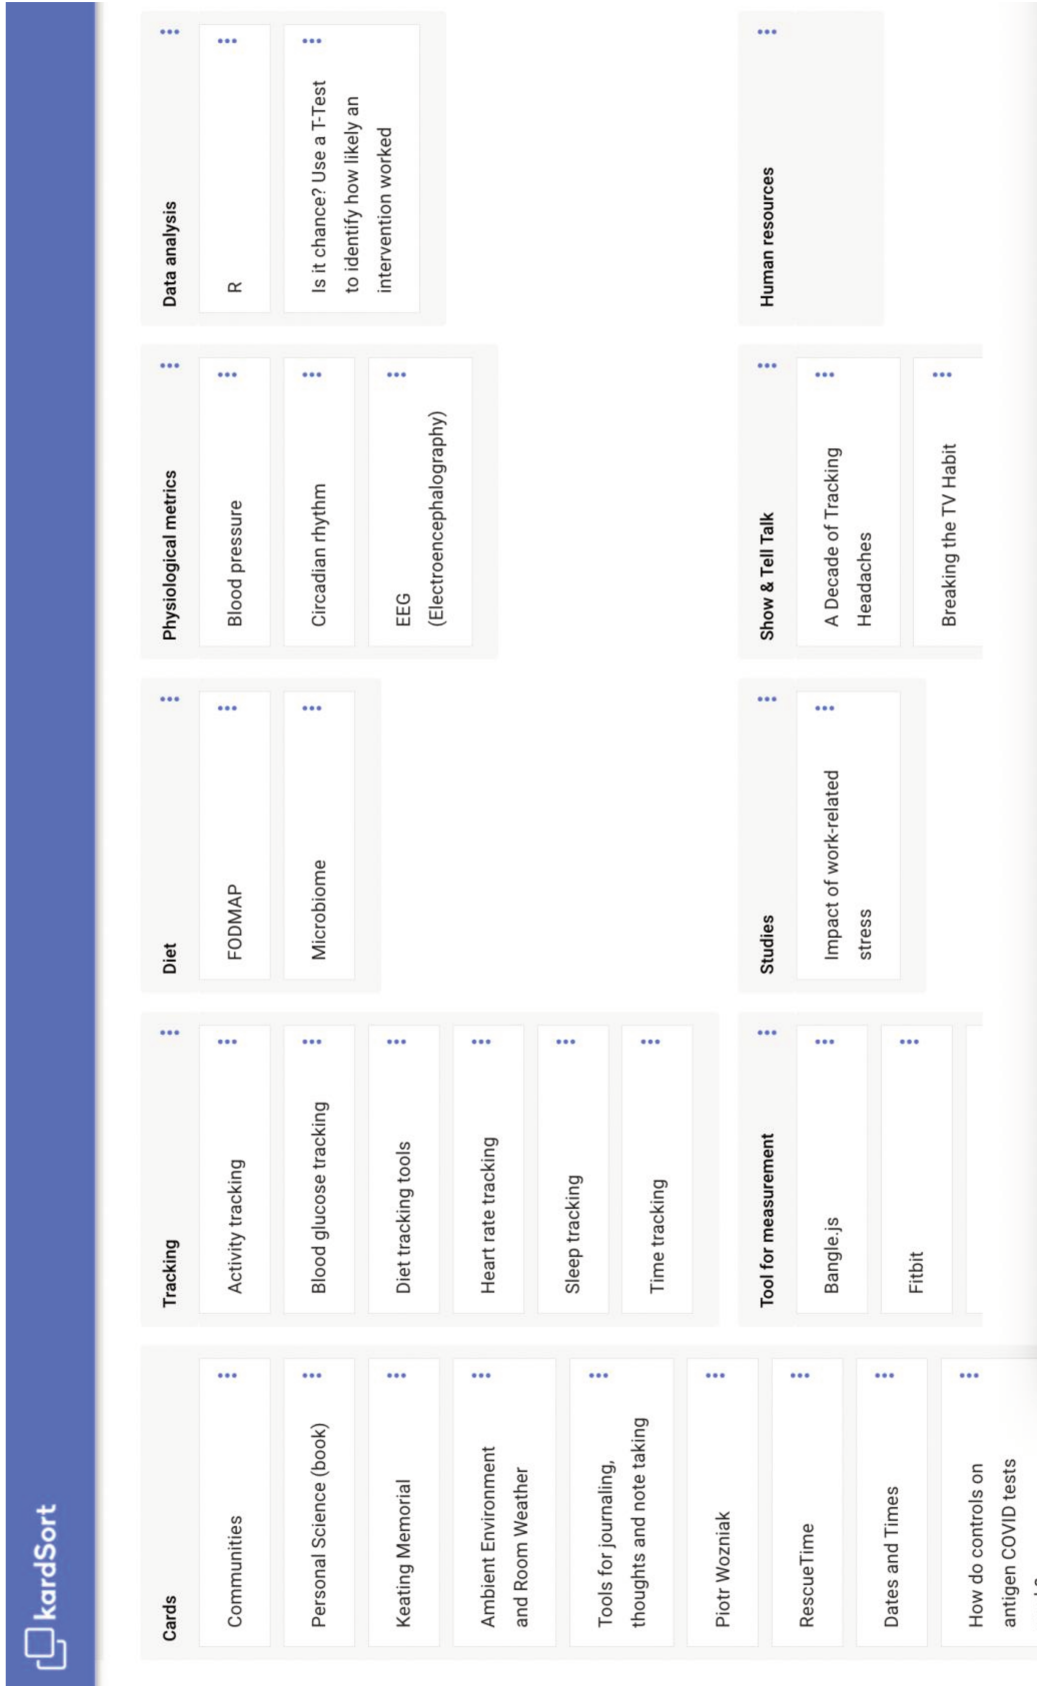 kardSort
Cards
Communities
Personal Science (book)
Keating Memorial
Ambient Environment
and Room Weather
Tools for journaling,
thoughts and note taking
Piotr Wozniak
RescueTime
Dates and Times
How do controls on
antigen COVID tests
Tracking
Activity tracking
Blood glucose tracking
Diet tracking tools
Heart rate tracking
Sleep tracking
Time tracking
Diet
FODMAP
Microbiome
Physiological metrics
Blood pressure
Circadian rhythm
EEG
(Electroencephalography)
Data analysis
R
Is it chance? Use a T-Test
to identify how likely an
intervention worked
Tool for measurement
Bangle.js
Fitbit
Studies
Impact of work-related
stress
Show & Tell Talk
A Decade of Tracking
Headaches
Breaking the TV Habit
Human resources